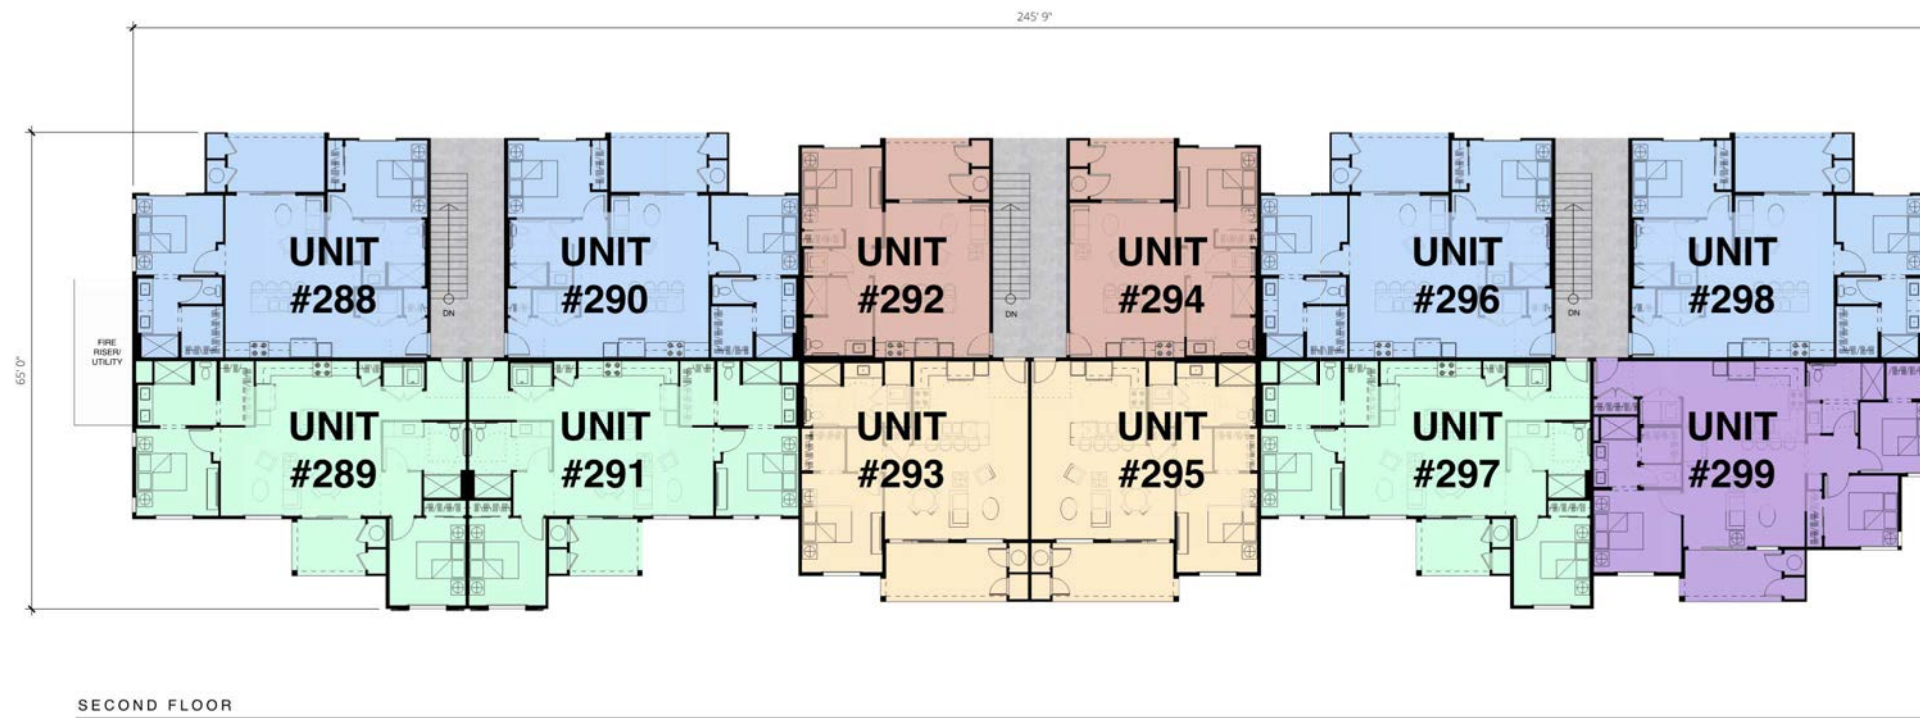 245' 9"
UNIT
#288
UNIT
#290
UNIT
#292
UNIT
#294
UNIT
#296
UNIT
#298
DN
DN
DN
FIRE
RISER/
UTILITY
65' 0"
UNIT
#289
UNIT
#291
UNIT
#293
UNIT
#295
UNIT
#297
UNIT
#299
SECOND FLOOR